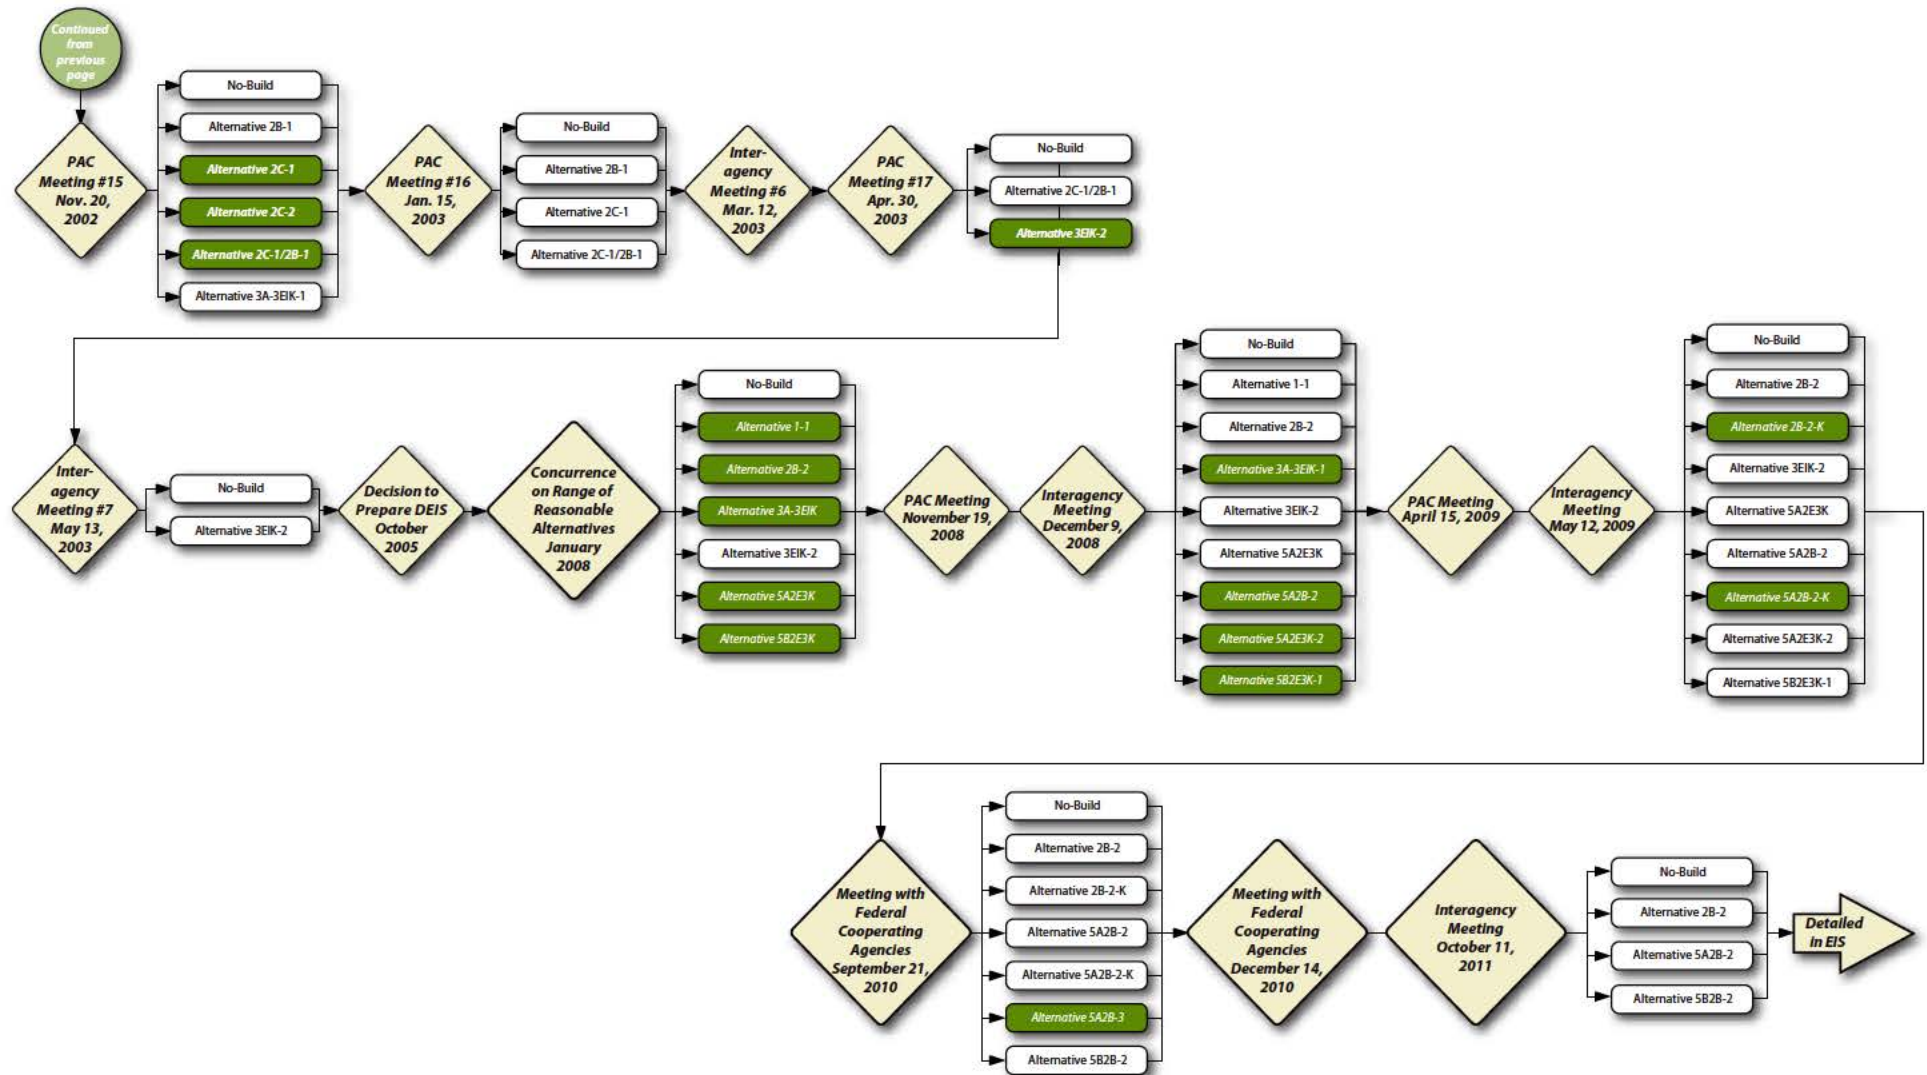 Continued
from
previous
page
PAC
Meeting #15
Nov. 20,
2002
No-Build
Alternative 2B-1
Alternative 2C-1
Alternative 2C-2
Alternative 2C-1/2B-1
Alternative 3A-3EIK-1
PAC
Meeting #16
Jan. 15,
2003
No-Build
Alternative 2B-1
Alternative 2C-1
Alternative 2C-1/2B-1
Inter-
agency
Meeting #6
Mar. 12,
2003
PAC
Meeting #17
Apr. 30,
2003
No-Build
Alternative 2C-1/2B-1
Alternative 3EIK-2
Inter-
agency
Meeting #7
May 13,
2003
No-Build
Alternative 3EIK-2
Decision to
Prepare DEIS
October
2005
Concurrence
on Range of
Reasonable
Alternatives
January
2008
No-Build
Alternative 1-1
Alternative 2B-2
Alternative 3A-3EIK
Alternative 3EIK-2
Alternative 5A2E3K
Alternative 5B2E3K
PAC Meeting
November 19,
2008
Interagency
Meeting
December 9,
2008
No-Build
Alternative 1-1
Alternative 2B-2
Alternative 3A-3EIK-1
Alternative 3EIK-2
Alternative 5A2E3K
Alternative 5A2B-2
Alternative 5A2E3K-2
Alternative 5B2E3K-1
PAC Meeting
April 15, 2009
Interagency
Meeting
May 12, 2009
No-Build
Alternative 2B-2
Alternative 2B-2-K
Alternative 3EIK-2
Alternative 5A2E3K
Alternative 5A2B-2
Alternative 5A2B-2-K
Alternative 5A2E3K-2
Alternative 5B2E3K-1
Meeting with
Federal
Cooperating
Agencies
September 21,
2010
No-Build
Alternative 2B-2
Alternative 2B-2-K
Alternative 5A2B-2
Alternative 5A2B-2-K
Alternative 5A2B-3
Alternative 5B2B-2
Meeting with
Federal
Cooperating
Agencies
December 14,
2010
Interagency
Meeting
October 11,
2011
No-Build
Alternative 2B-2
Alternative 5A2B-2
Alternative 5B2B-2
Detailed
in EIS